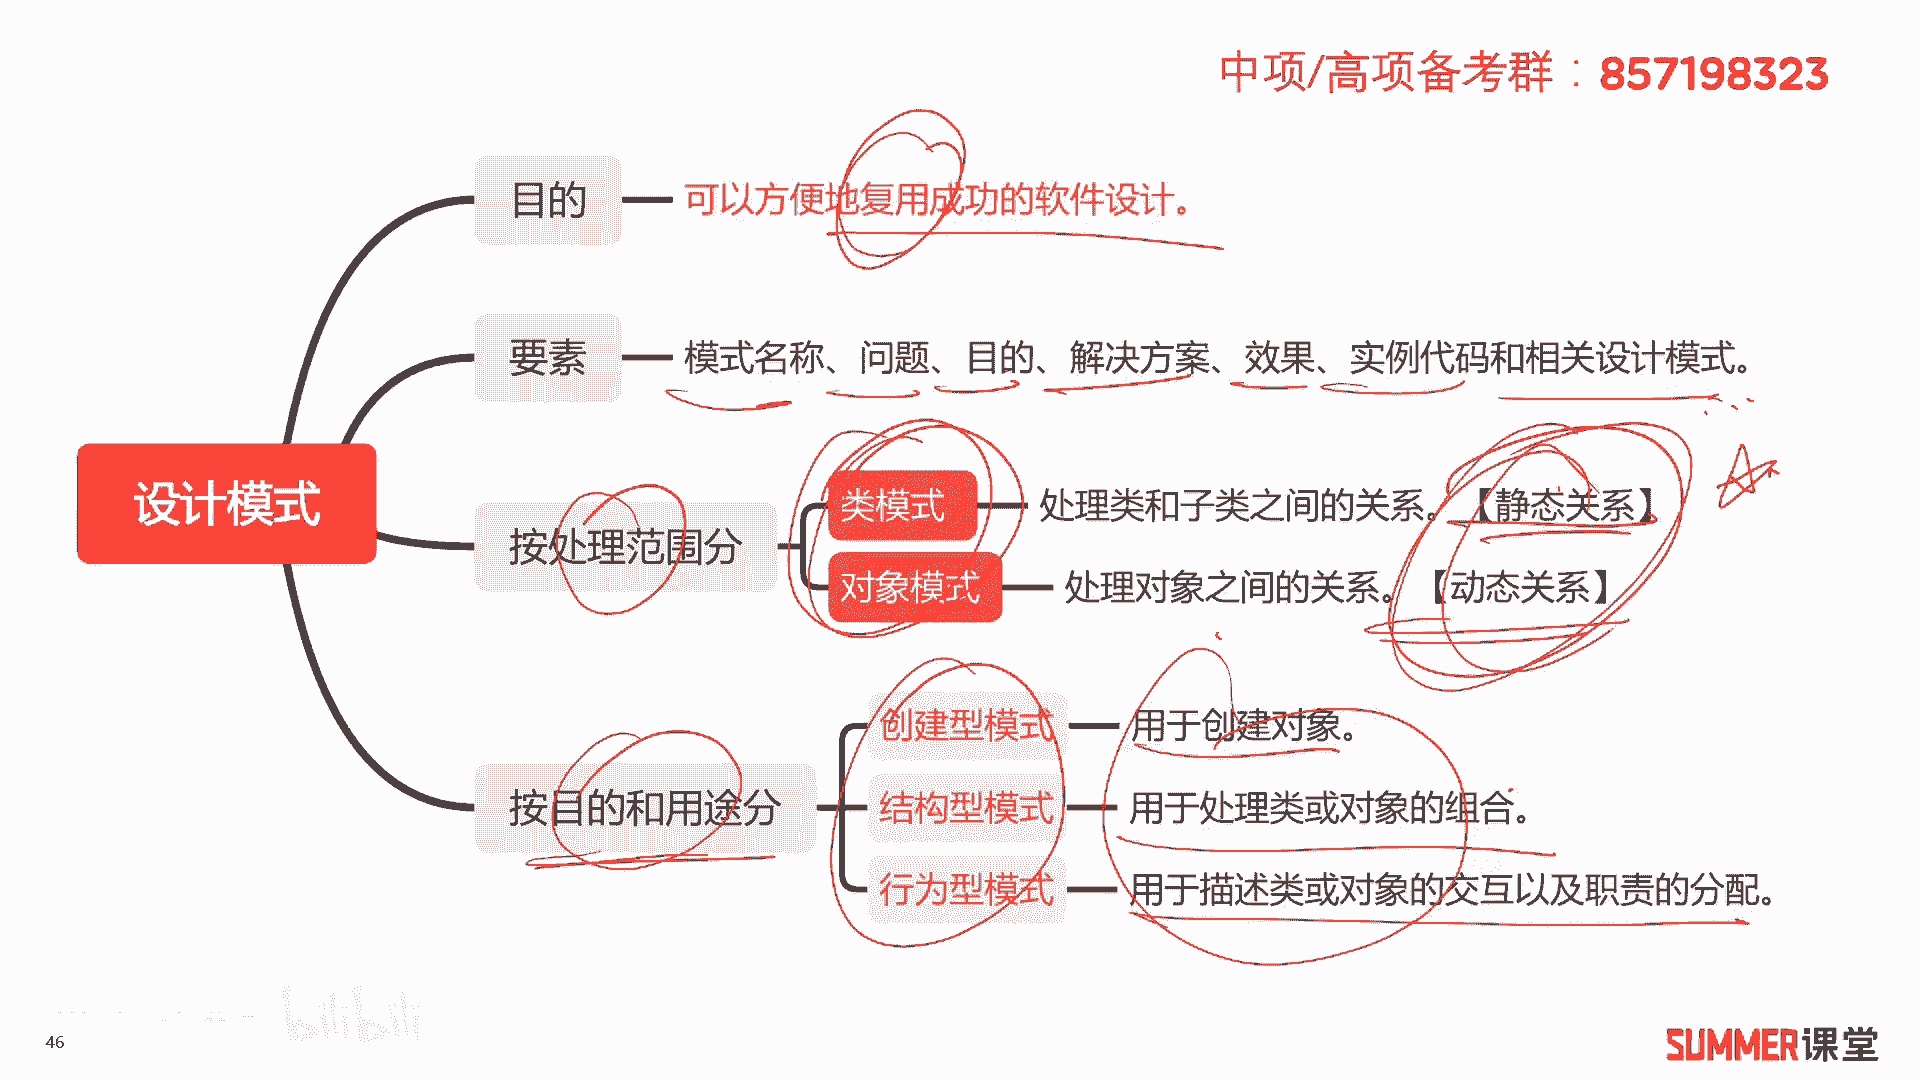 中项/高项备考群：857198323
设计模式
目的
可以方便地复用成功的软件设计。
要素
模式名称、问题、目的、解决方案、效果、实例代码和相关设计模式。
按处理范围分
类模式
处理类和子类之间的关系。【静态关系】
对象模式
处理对象之间的关系。【动态关系】
按目的和用途分
创建型模式
用于创建对象。
结构型模式
用于处理类或对象的组合。
行为型模式
用于描述类或对象的交互以及职责的分配。
bilibili
46
SUMMER课堂